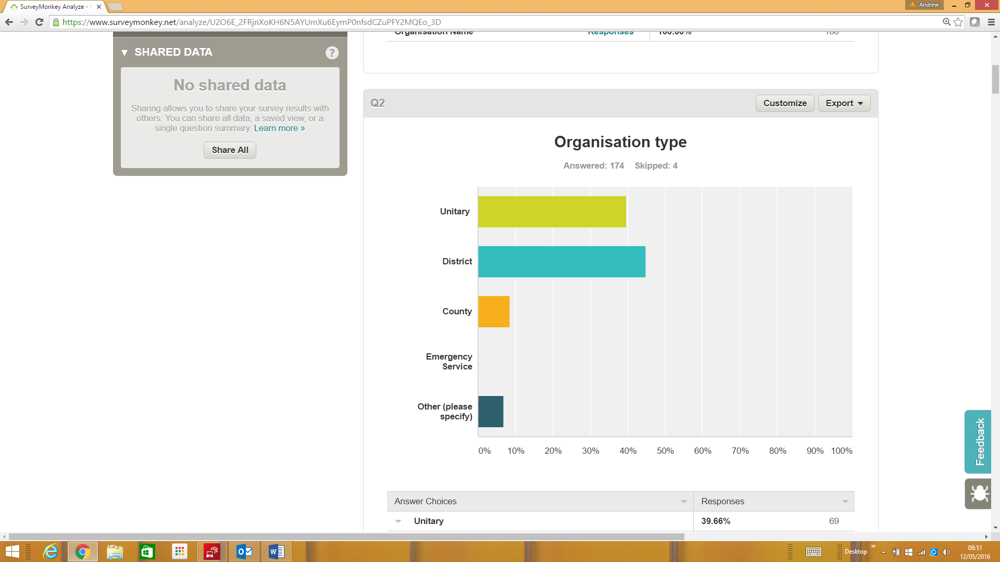 SurveyMonkey Analyze -
Andrew
https://www.surveymonkey.net/analyze/U2O6E_2FRjnXoKH6N5AYUmXu6EymP0nfsdCZuPFY2MQEo_3D
Organisation Name Responses 100.00% 168
SHARED DATA
?
No shared data
Sharing allows you to share your survey results with
others. You can share all data, a saved view, or a
single question summary. Learn more »
Share All
Q2
Customize
Export
Organisation type
Answered: 174 Skipped: 4
Unitary
District
County
Emergency
Service
Other (please
specify)
0% 10% 20% 30% 40% 50% 60% 70% 80% 90% 100%
Answer Choices Responses
Unitary 39.66% 69
Feedback
Desktop
08:51
12/05/2016